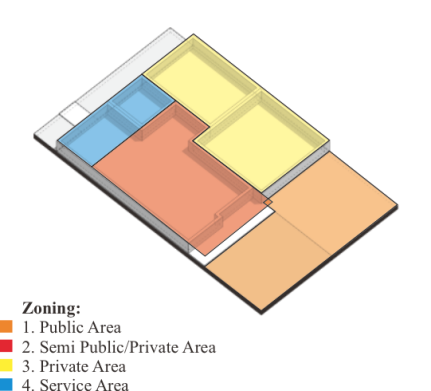 Zoning:
1. Public Area
2. Semi Public/Private Area
3. Private Area
4. Service Area